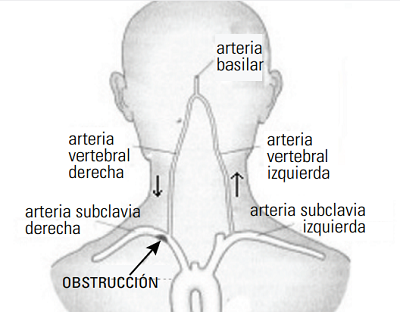 arteria
basilar
arteria
vertebral
derecha
arteria
vertebral
izquierda
arteria subclavia
derecha
arteria subclavia
izquierda
OBSTRUCCIÓN